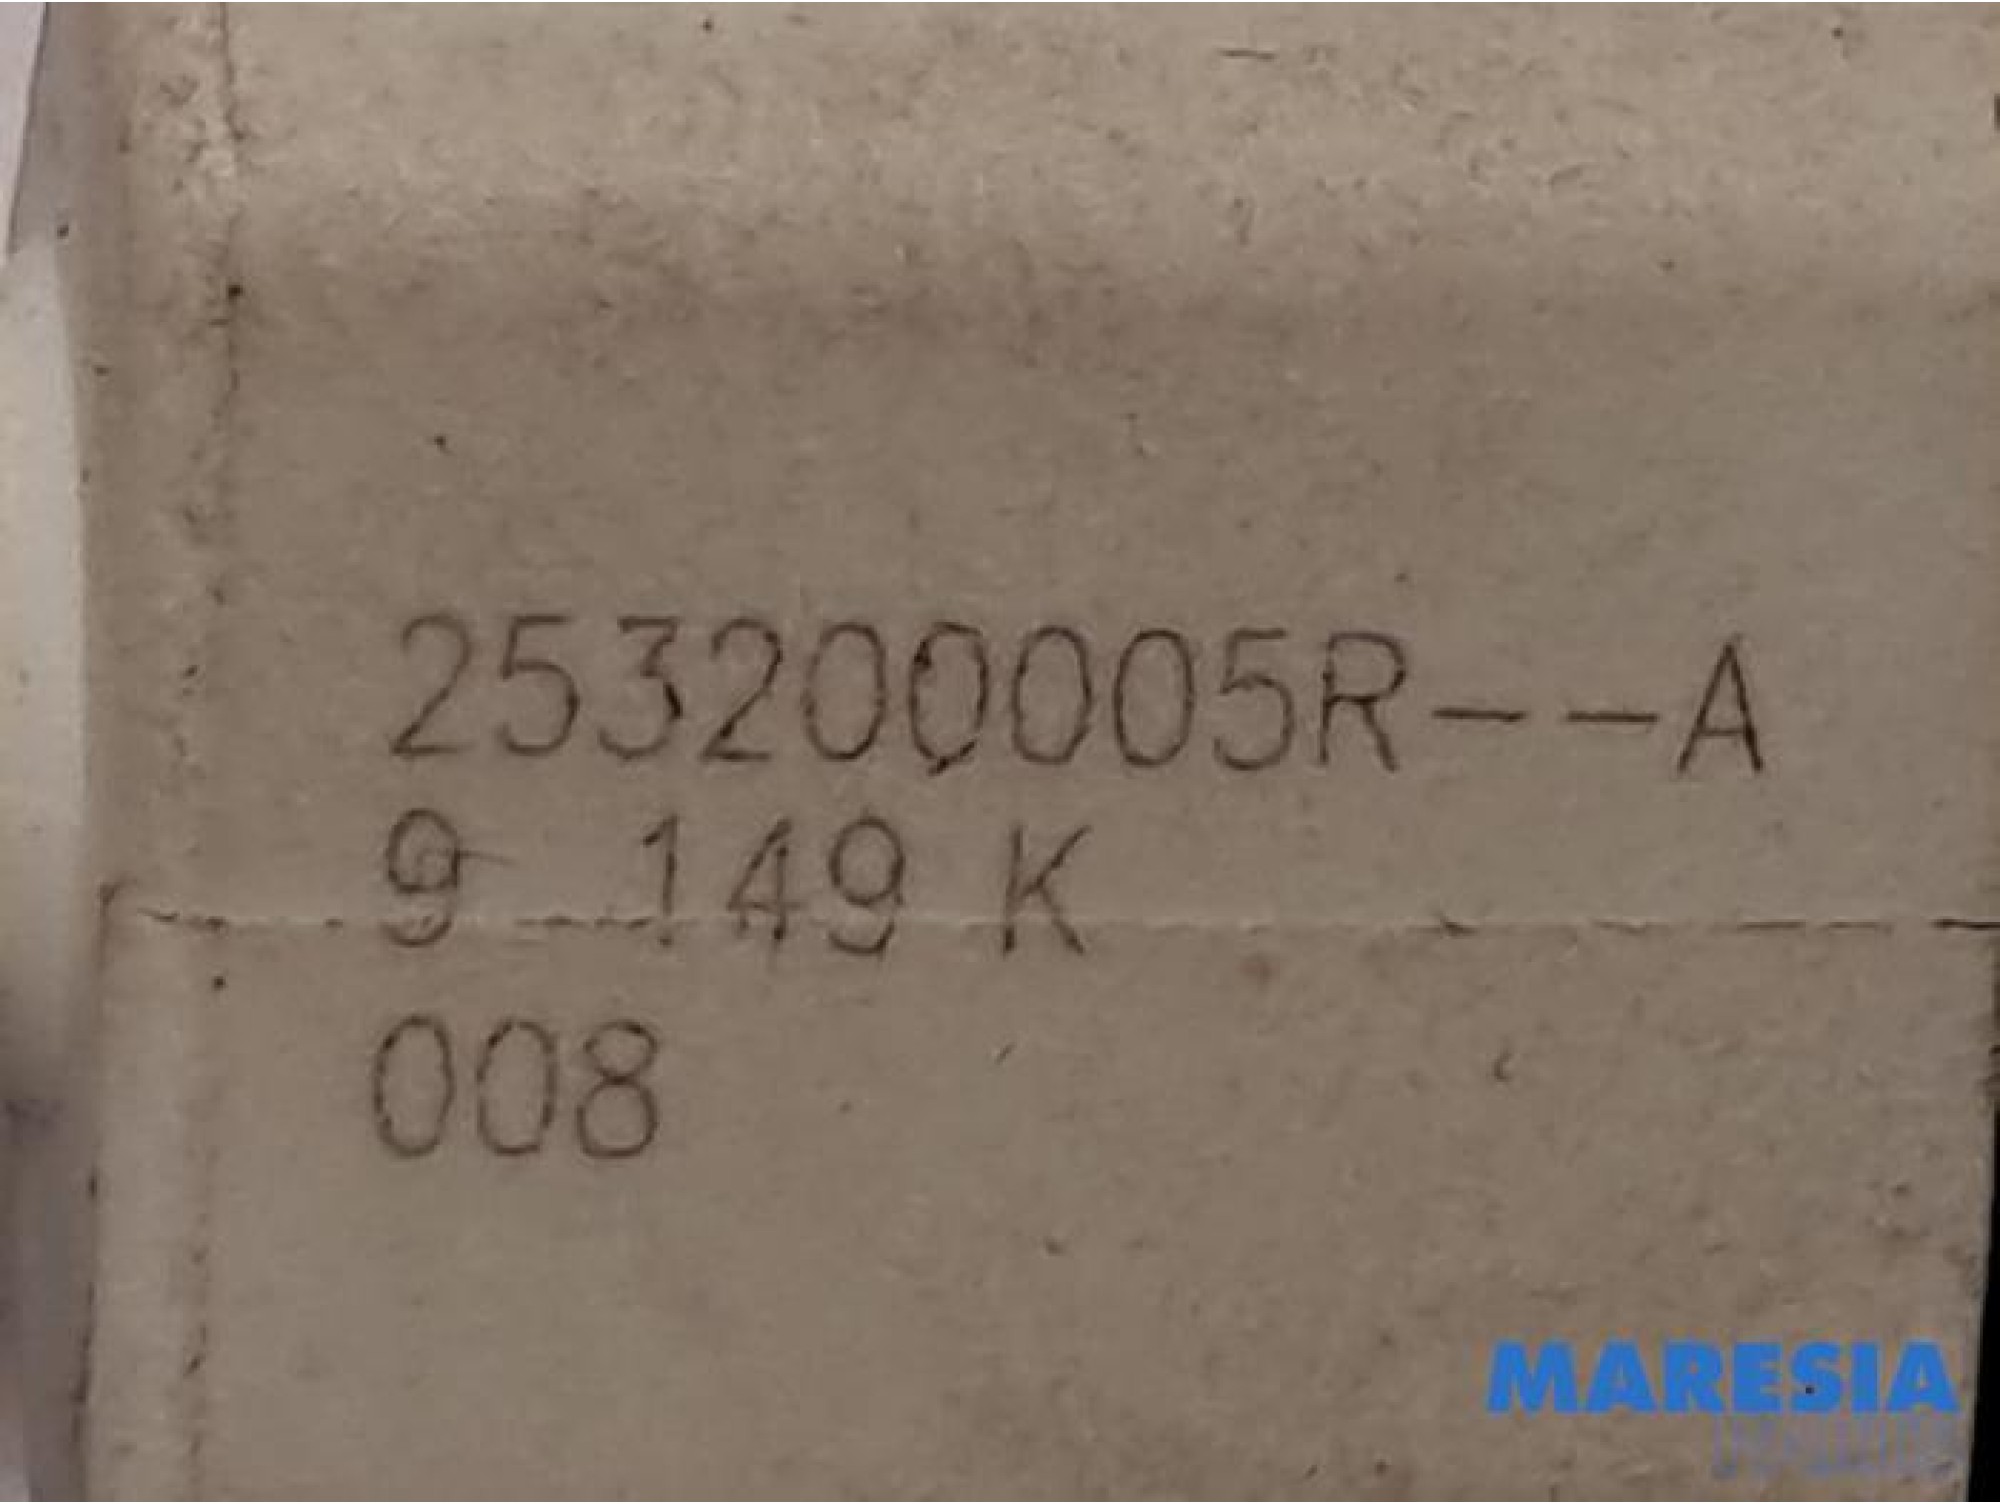 253200005R--A
9 149 K
008
MARESIA